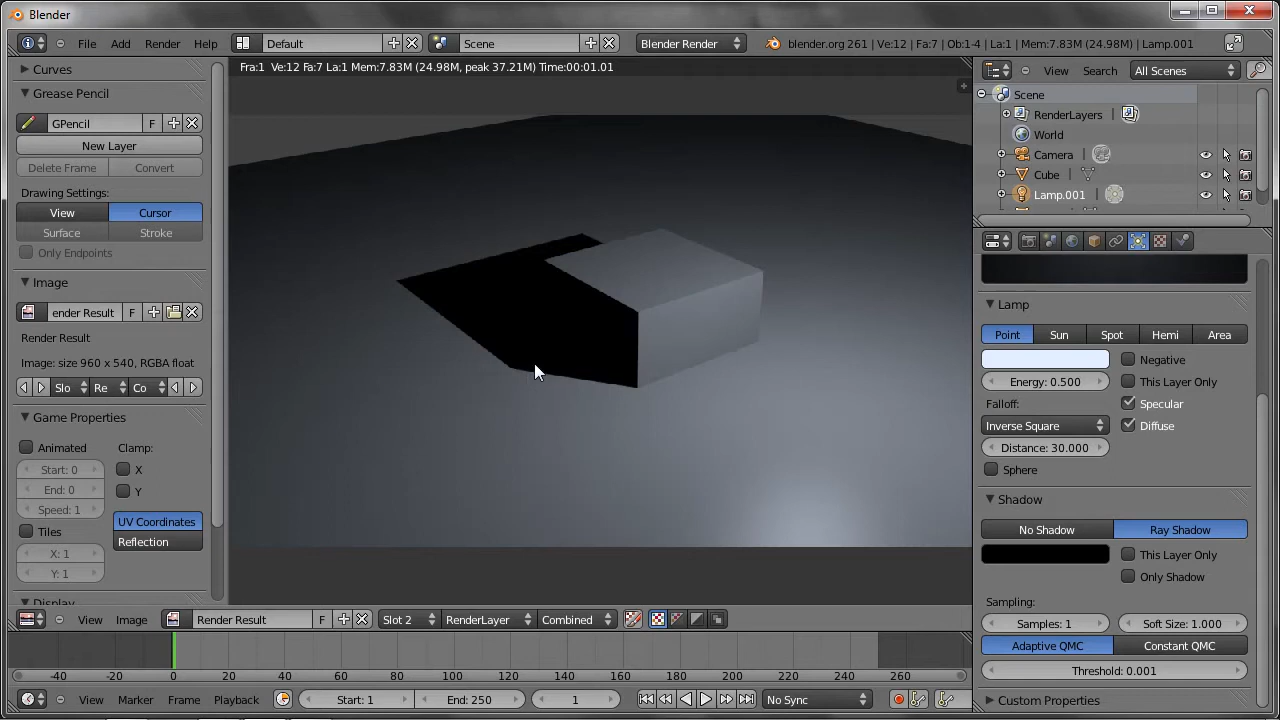 Blender
File Add Render Help Default Scene Blender Render blender.org 261 | Ve:12 | Fa:7 | Ob:1-4 | La:1 | Mem:7.83M (24.98M) | Lamp.001
Fra:1 Ve:12 Fa:7 La:1 Mem:7.83M (24.98M, peak 37.21M) Time:00:01.01
Curves
Grease Pencil
GPencil F
New Layer
Delete Frame Convert
Drawing Settings:
View Cursor
Surface Stroke
Only Endpoints
Image
ender Result F
Render Result
Image: size 960 x 540, RGBA float
Slo Re Co
Game Properties
Animated Clamp:
Start: 0 X
End: 0 Y
Speed: 1
UV Coordinates
Tiles
Reflection
X: 1
Y: 1
Display
View Image Render Result F Slot 2 RenderLayer Combined
-40 -20 0 20 40 60 80 100 120 140 160 180 200 220 240 260
View Marker Frame Playback Start: 1 End: 250 1 No Sync
View Search All Scenes
Scene
RenderLayers |
World
Camera |
Cube |
Lamp.001 |
Lamp
Point Sun Spot Hemi Area
Negative
Energy: 0.500 This Layer Only
Falloff: Specular
Inverse Square Diffuse
Distance: 30.000
Sphere
Shadow
No Shadow Ray Shadow
This Layer Only
Only Shadow
Sampling:
Samples: 1 Soft Size: 1.000
Adaptive QMC Constant QMC
Threshold: 0.001
Custom Properties